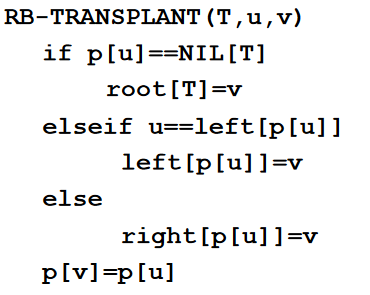 RB-TRANSPLANT(T,u,v)
if p[u]==NIL[T]
root[T]=v
elseif u==left[p[u]]
left[p[u]]=v
else
right[p[u]]=v
p[v]=p[u]